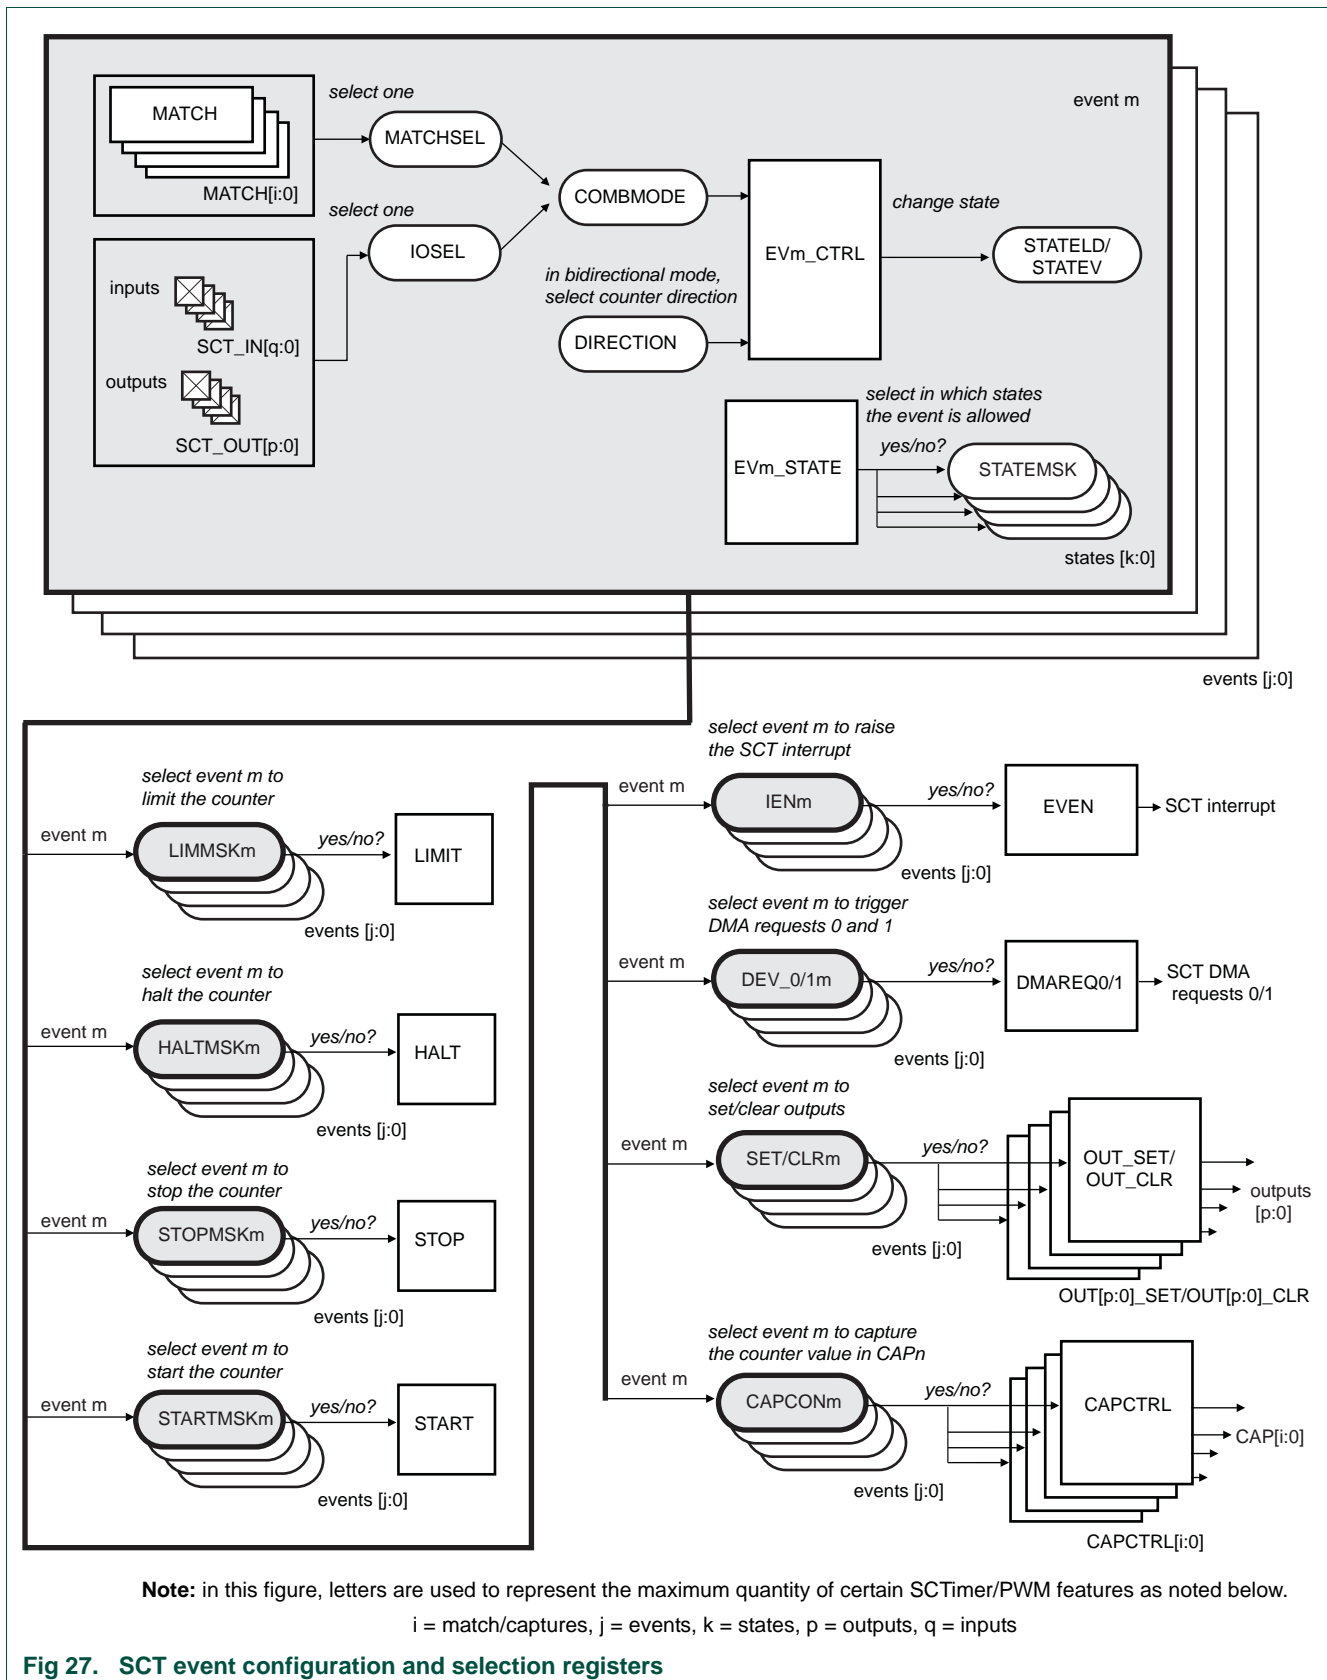 event m
select one
MATCH
MATCHSEL
MATCH[i:0]
select one
IOSEL
COMBMODE
inputs
SCT_IN[q:0]
outputs
SCT_OUT[p:0]
in bidirectional mode,
select counter direction
DIRECTION
EVm_CTRL
change state
STATELD/
STATEV
EVm_STATE
select in which states
the event is allowed
yes/no?
STATEMSK
states [k:0]
events [j:0]
select event m to
limit the counter
event m
LIMMSKm
yes/no?
LIMIT
events [j:0]
select event m to
halt the counter
event m
HALTMSKm
yes/no?
HALT
events [j:0]
select event m to
stop the counter
event m
STOPMSKm
yes/no?
STOP
events [j:0]
select event m to
start the counter
event m
STARTMSKm
yes/no?
START
events [j:0]
select event m to raise
the SCT interrupt
event m
IENm
yes/no?
EVEN
SCT interrupt
events [j:0]
select event m to trigger
DMA requests 0 and 1
event m
DEV_0/1m
yes/no?
DMAREQ0/1
SCT DMA
requests 0/1
events [j:0]
select event m to
set/clear outputs
event m
SET/CLRm
yes/no?
OUT_SET/
OUT_CLR
outputs
[p:0]
events [j:0]
OUT[p:0]_SET/OUT[p:0]_CLR
select event m to capture
the counter value in CAPn
event m
CAPCONm
yes/no?
CAPCTRL
CAP[i:0]
events [j:0]
CAPCTRL[i:0]
Note: in this figure, letters are used to represent the maximum quantity of certain SCTimer/PWM features as noted below.
i = match/captures, j = events, k = states, p = outputs, q = inputs
Fig 27. SCT event configuration and selection registers